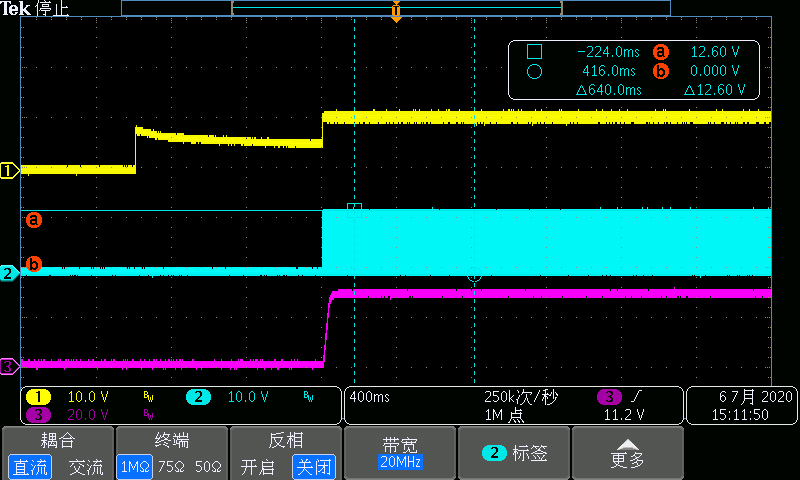 Tek 停止
T
-224.0ms a 12.60 V
416.0ms b 0.000 V
△640.0ms △12.60 V
1
a
b
2
3
1 10.0 V BW 2 10.0 V BW
3 20.0 V BW
400ms 250k次/秒 3 11.2 V
1M 点
6 7月 2020
15:11:50
耦合
直流 交流
终端
1MΩ 75Ω 50Ω
反相
开启 关闭
带宽
20MHz
2 标签
更多